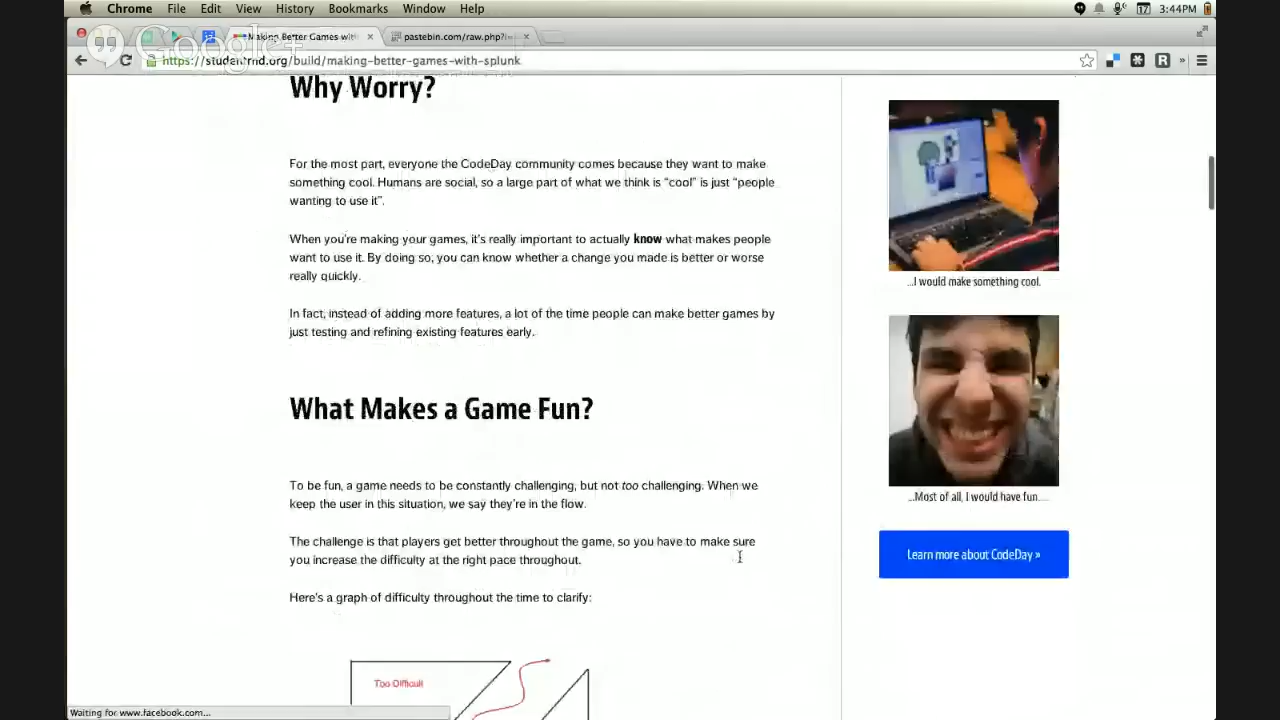 Chrome File Edit View History Bookmarks Window Help 17 3:44PM
Google+
Making Better Games with × pastebin.com/raw.php? ×
https://studentrnd.org/build/making-better-games-with-splunk
Why Worry?
For the most part, everyone the CodeDay community comes because they want to make
something cool. Humans are social, so a large part of what we think is “cool” is just “people
wanting to use it”.
When you're making your games, it's really important to actually know what makes people
want to use it. By doing so, you can know whether a change you made is better or worse
really quickly.
In fact, instead of adding more features, a lot of the time people can make better games by
just testing and refining existing features early.
What Makes a Game Fun?
To be fun, a game needs to be constantly challenging, but not too challenging. When we
keep the user in this situation, we say they're in the flow.
The challenge is that players get better throughout the game, so you have to make sure
you increase the difficulty at the right pace throughout.
Here's a graph of difficulty throughout the time to clarify:
Too Difficult
...I would make something cool.
...Most of all, I would have fun.
Learn more about CodeDay »
Waiting for www.facebook.com...